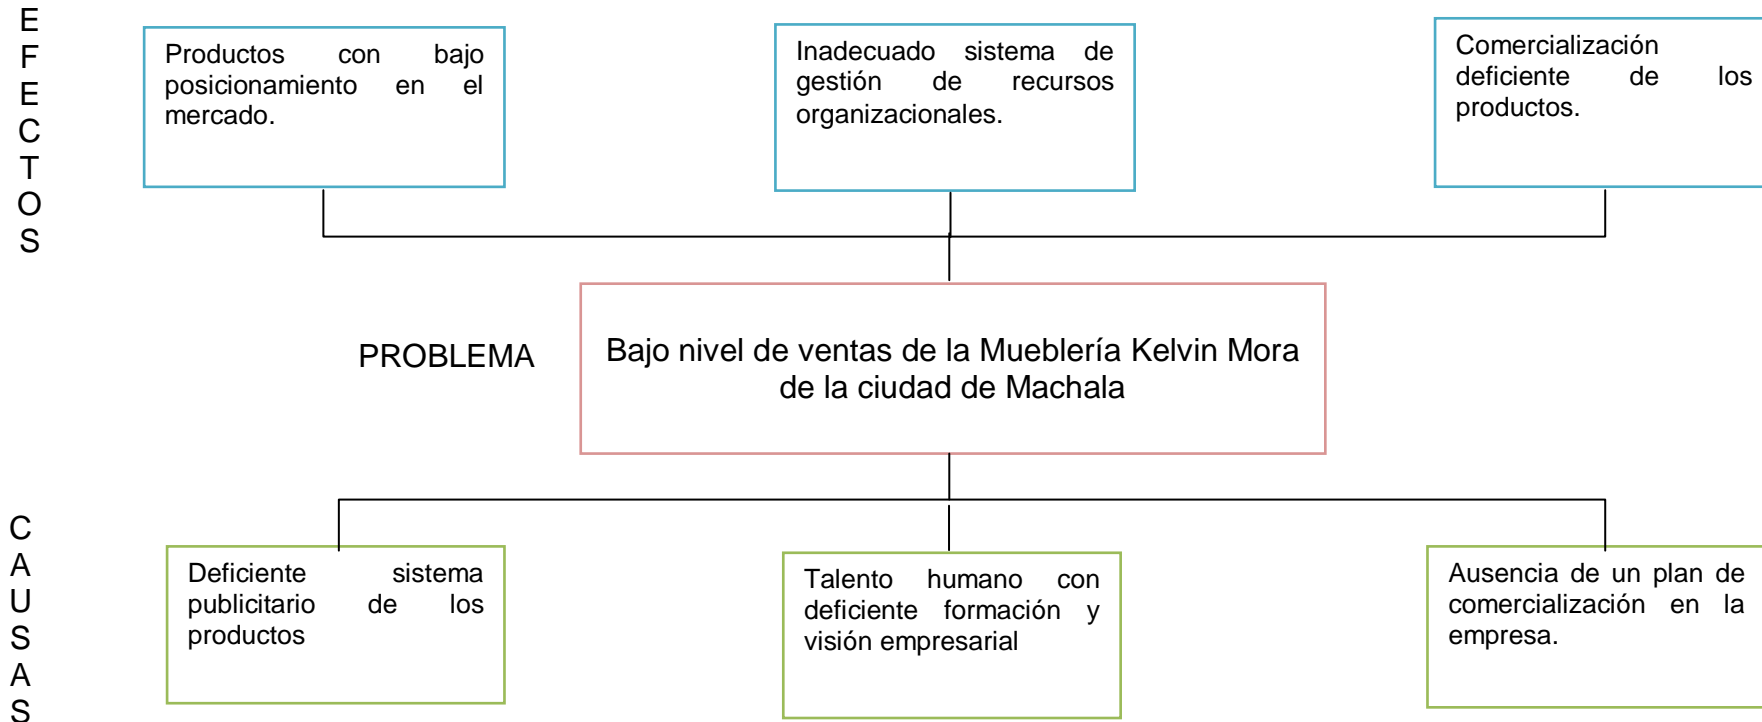 E
F
E
C
T
O
S
Productos con bajo
posicionamiento en el
mercado.
Inadecuado sistema de
gestión de recursos
organizacionales.
Comercialización
deficiente de los
productos.
PROBLEMA
Bajo nivel de ventas de la Mueblería Kelvin Mora
de la ciudad de Machala
C
A
U
S
A
S
Deficiente sistema
publicitario de los
productos
Talento humano con
deficiente formación y
visión empresarial
Ausencia de un plan de
comercialización en la
empresa.